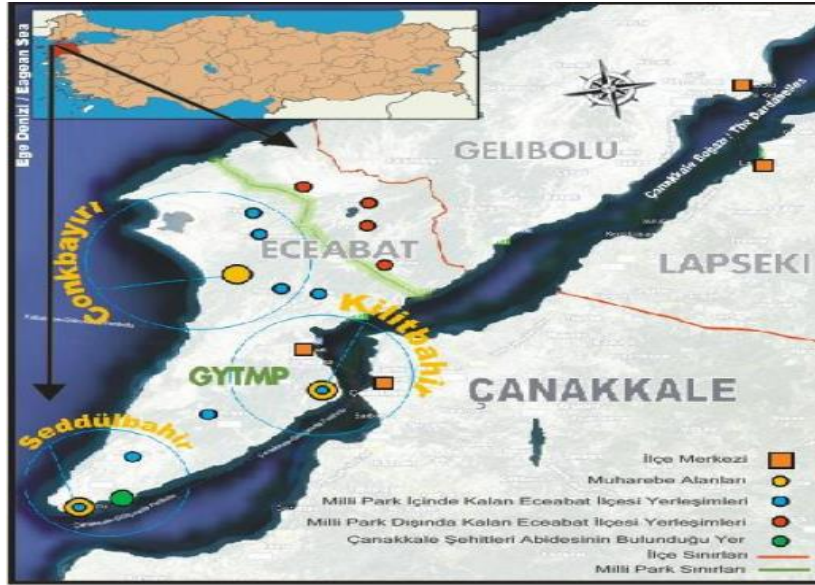 Ege Denizi / Eagean Sea
GELIBOLU
Çanakkale Boğazı / The Dardanelles
ECEABAT
LAPSEKI
Conkbayırı
Kilitbahir
GYTMP
ÇANAKKALE
Seddülbahir
İlçe Merkezi
Muharebe Alanları
Milli Park İçinde Kalan Eceabat İlçesi Yerleşimleri
Milli Park Dışında Kalan Eceabat İlçesi Yerleşimleri
Çanakkale Şehitleri Abidesinin Bulunduğu Yer
İlçe Sınırları
Milli Park Sınırları